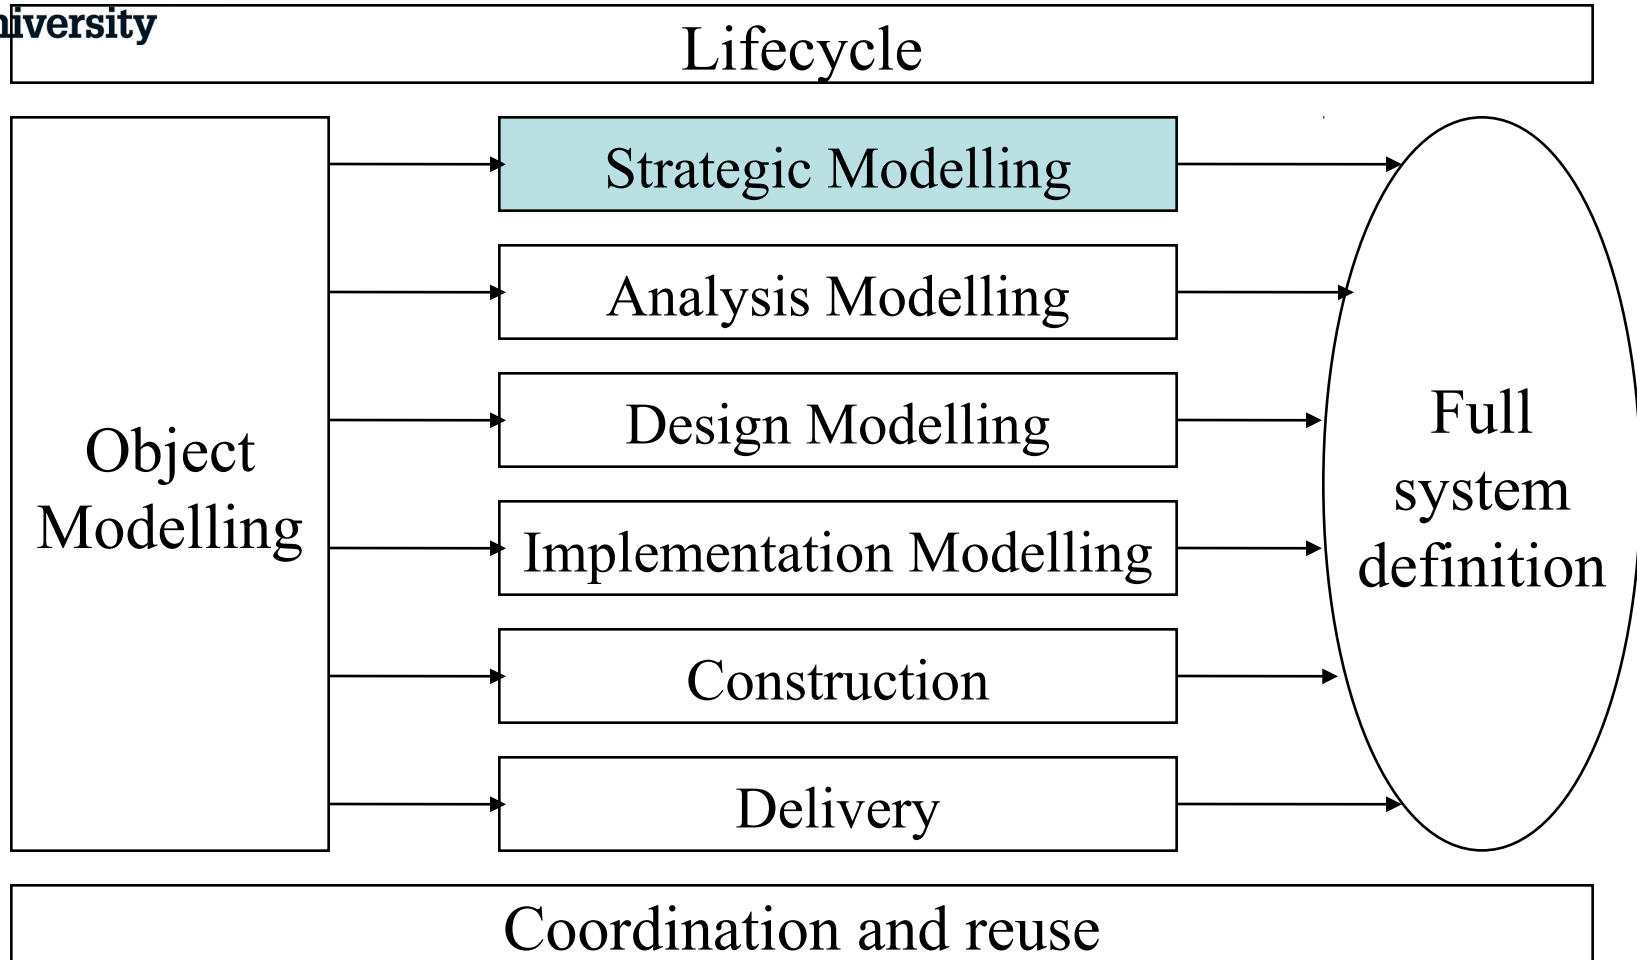 iversity
Lifecycle
Object
Modelling
Strategic Modelling
Analysis Modelling
Design Modelling
Implementation Modelling
Construction
Delivery
Full
system
definition
Coordination and reuse